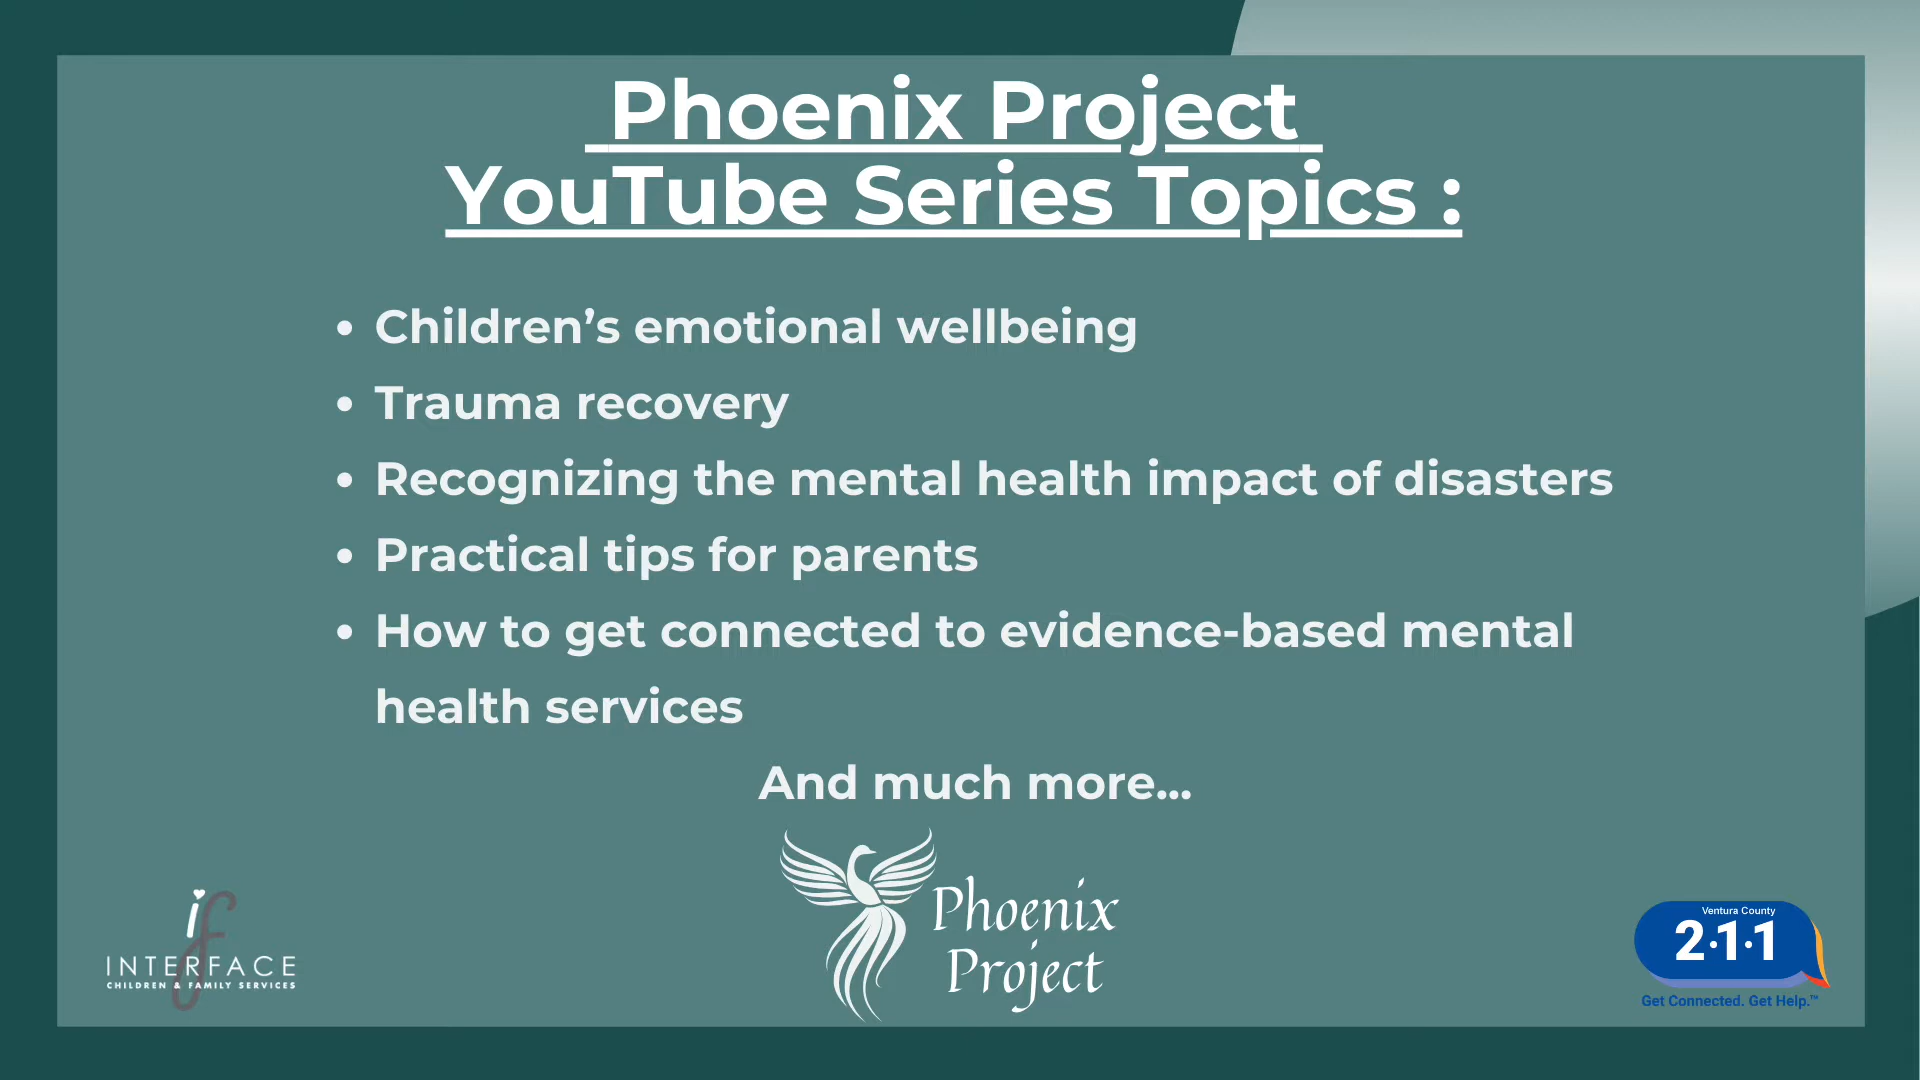 Phoenix Project
YouTube Series Topics :
• Children’s emotional wellbeing
• Trauma recovery
• Recognizing the mental health impact of disasters
• Practical tips for parents
• How to get connected to evidence-based mental
health services
And much more...
if
INTERFACE
CHILDREN & FAMILY SERVICES
Phoenix
Project
Ventura County
2·1·1
Get Connected. Get Help.™